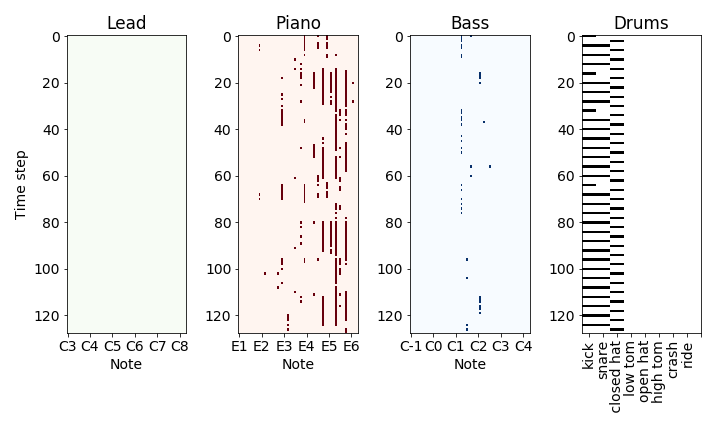 Lead Piano Bass Drums
0 0 0 0
20 20 20 20
40 40 40 40
60 60 60 60
80 80 80 80
100 100 100 100
120 120 120 120
Time step
C3 C4 C5 C6 C7 C8 E1 E2 E3 E4 E5 E6 C-1 C0 C1 C2 C3 C4
Note Note Note
kick
snare
closed hat
low tom
open hat
high tom
crash
ride